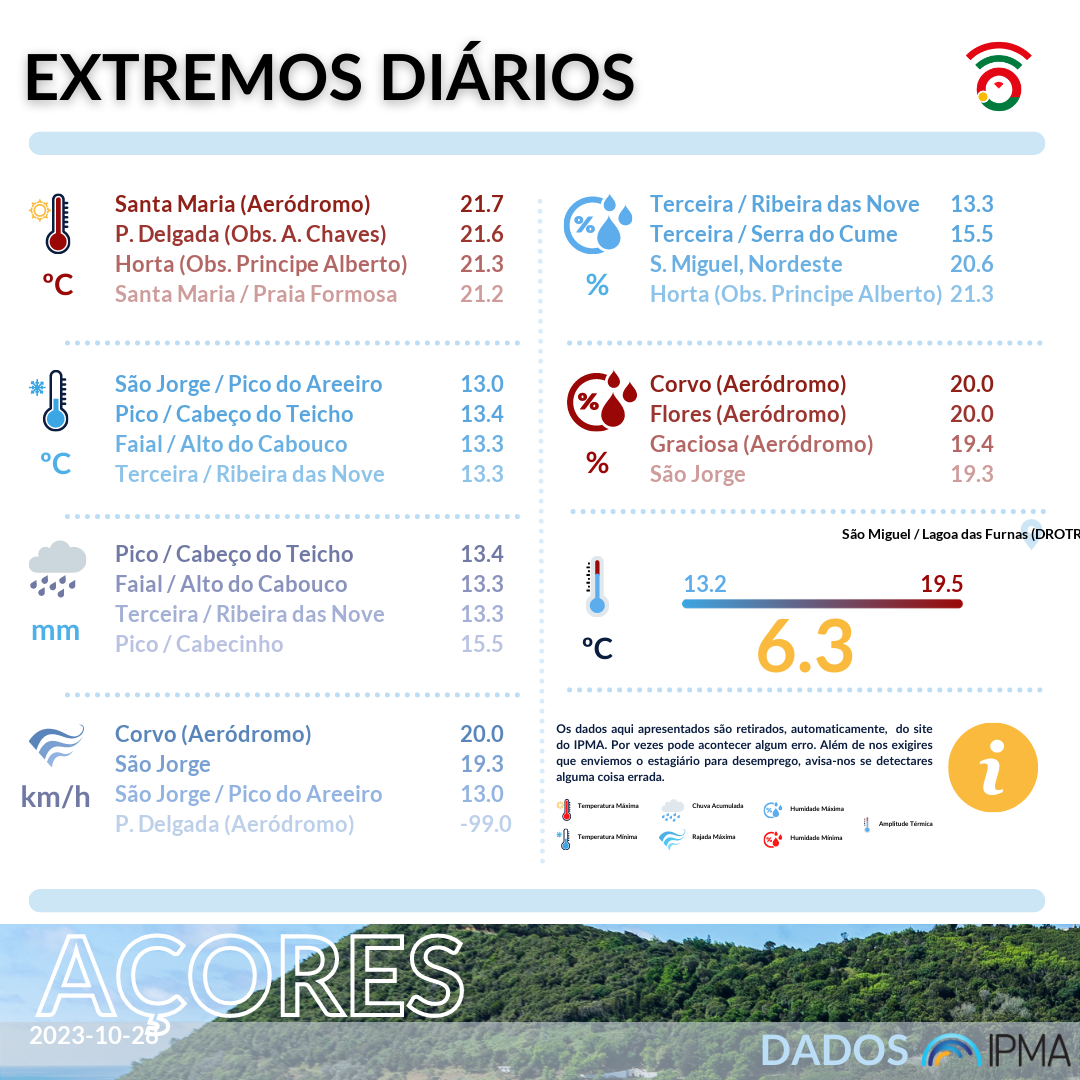 EXTREMOS DIÁRIOS
Santa Maria (Aeródromo) 21.7
P. Delgada (Obs. A. Chaves) 21.6
Horta (Obs. Principe Alberto) 21.3
Santa Maria / Praia Formosa 21.2
ºC
São Jorge / Pico do Areeiro 13.0
Pico / Cabeço do Teicho 13.4
Faial / Alto do Cabouco 13.3
Terceira / Ribeira das Nove 13.3
ºC
Pico / Cabeço do Teicho 13.4
Faial / Alto do Cabouco 13.3
Terceira / Ribeira das Nove 13.3
Pico / Cabecinho 15.5
mm
Corvo (Aeródromo) 20.0
São Jorge 19.3
São Jorge / Pico do Areeiro 13.0
P. Delgada (Aeródromo) -99.0
km/h
%
Terceira / Ribeira das Nove 13.3
Terceira / Serra do Cume 15.5
S. Miguel, Nordeste 20.6
Horta (Obs. Principe Alberto) 21.3
%
%
Corvo (Aeródromo) 20.0
Flores (Aeródromo) 20.0
Graciosa (Aeródromo) 19.4
São Jorge 19.3
%
São Miguel / Lagoa das Furnas (DROTR
13.2 19.5
6.3
ºC
Os dados aqui apresentados são retirados, automaticamente, do site
do IPMA. Por vezes pode acontecer algum erro. Além de nos exigires
que enviemos o estagiário para desemprego, avisa-nos se detectares
alguma coisa errada.
i
Temperatura Máxima
Chuva Acumulada
Humidade Máxima
Amplitude Térmica
Temperatura Mínima
Rajada Máxima
Humidade Mínima
AÇORES
2023-10-28
DADOS IPMA